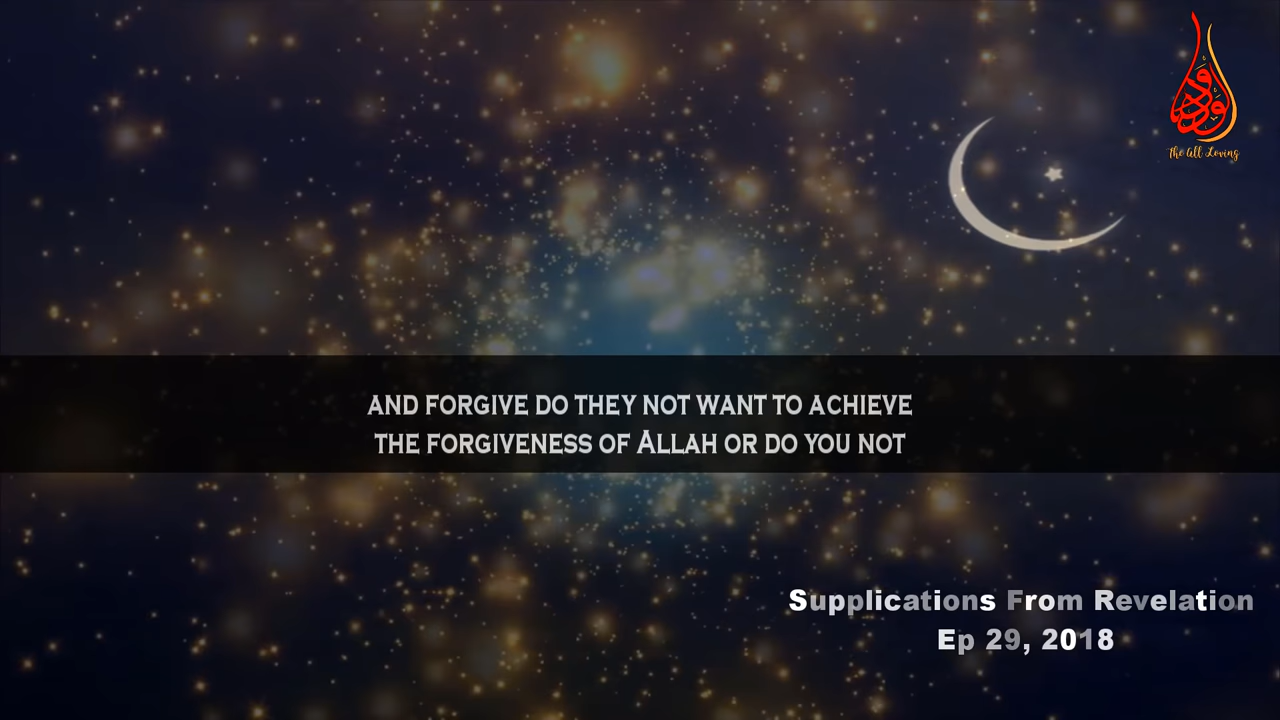 الودود
The All Loving
AND FORGIVE DO THEY NOT WANT TO ACHIEVE
THE FORGIVENESS OF ALLAH OR DO YOU NOT
Supplications From Revelation
Ep 29, 2018